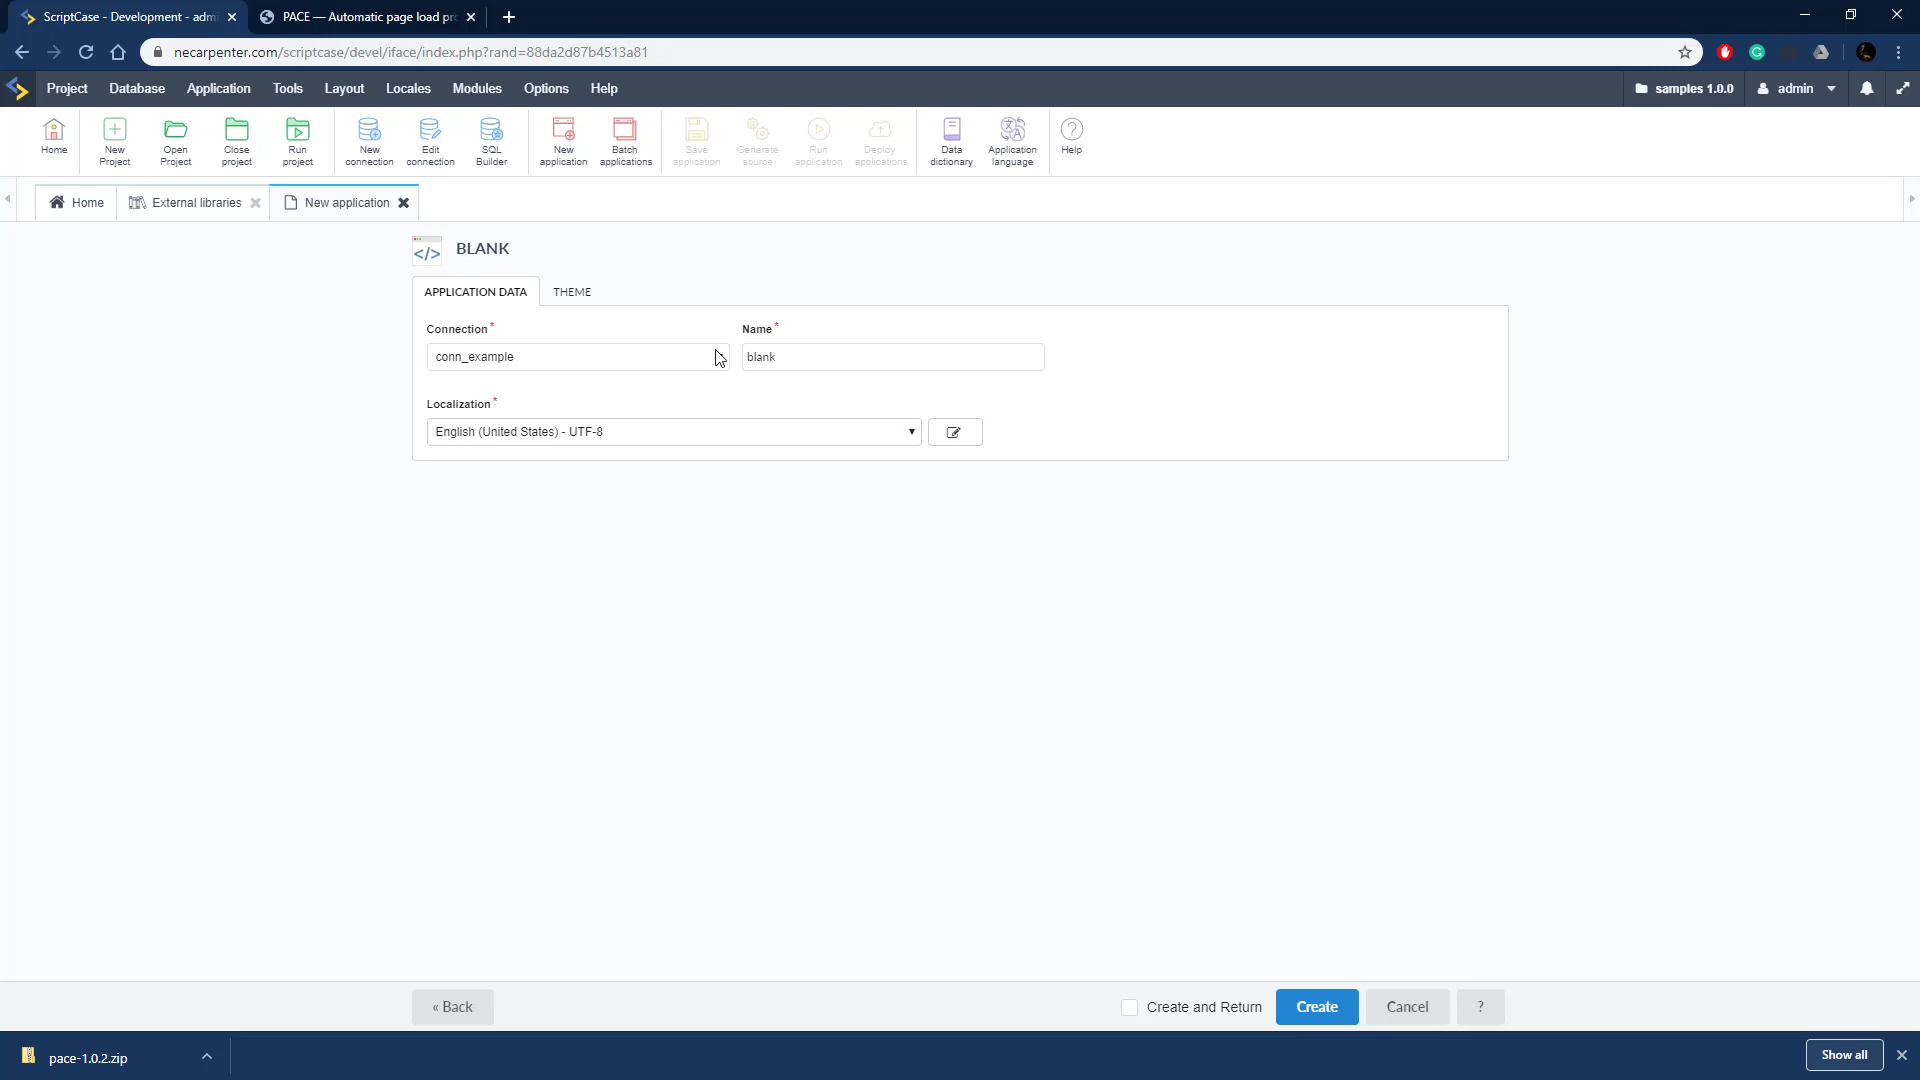 ScriptCase - Development - adm
PACE — Automatic page load pr
necarpenter.com/scriptcase/devel/iface/index.php?rand=88da2d87b4513a81
Project Database Application Tools Layout Locales Modules Options Help samples 1.0.0 admin
Home
New Project
Open Project
Close project
Run project
New connection
Edit connection
SQL Builder
New application
Batch applications
Save application
Generate source
Run application
Deploy applications
Data dictionary
Application language
Help
Home External libraries New application
BLANK
APPLICATION DATA THEME
Connection * Name *
conn_example blank
Localization *
English (United States) - UTF-8
« Back Create and Return Create Cancel ?
pace-1.0.2.zip Show all